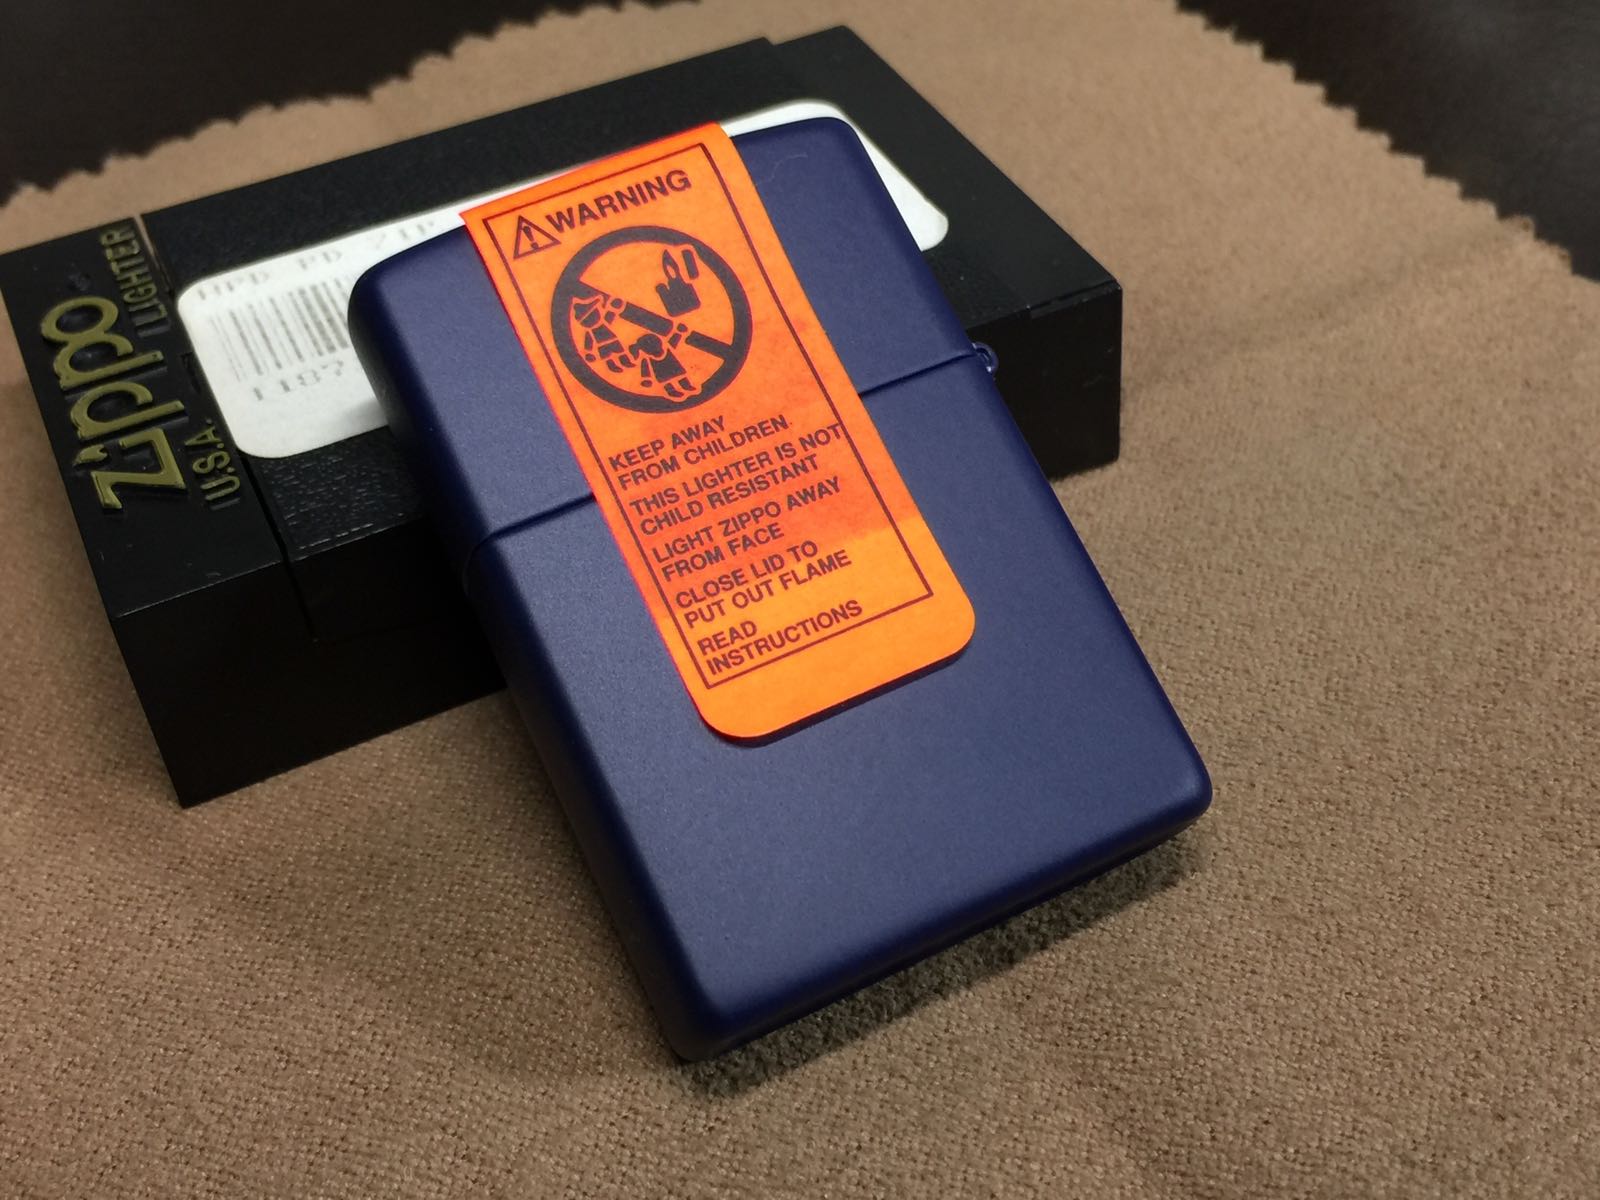 Zippo
LIGHTER
U.S.A.
WARNING
KEEP AWAY
FROM CHILDREN.
THIS LIGHTER IS NOT
CHILD RESISTANT
LIGHT ZIPPO AWAY
FROM FACE
CLOSE LID TO
PUT OUT FLAME
READ
INSTRUCTIONS